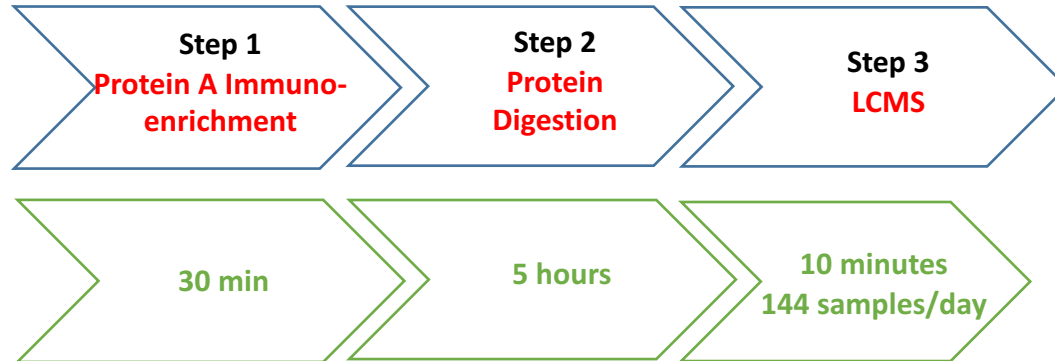 Step 1
Protein A Immuno-
enrichment
Step 2
Protein
Digestion
Step 3
LCMS
30 min
5 hours
10 minutes
144 samples/day